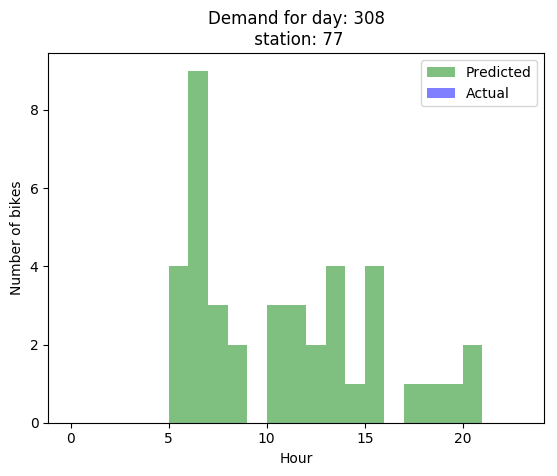 Demand for day: 308
station: 77
Predicted
Actual
Number of bikes
8
6
4
2
0
0 5 10 15 20
Hour